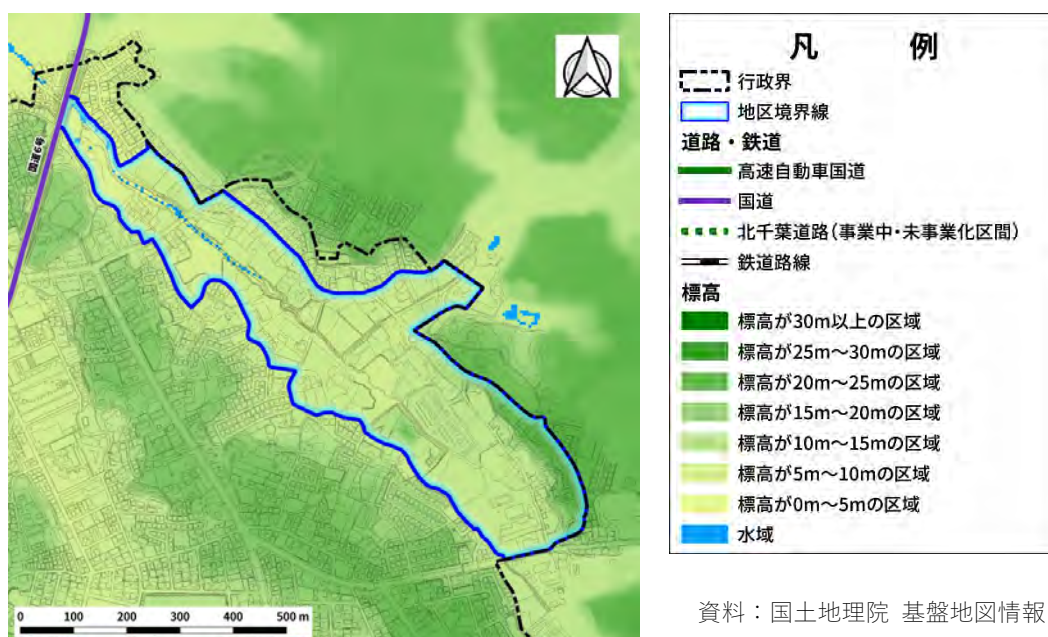 国道６号
0 100 200 300 400 500 m
凡 例
行政界
地区境界線
道路・鉄道
高速自動車国道
国道
北千葉道路（事業中・未事業化区間）
鉄道路線
標高
標高が30m以上の区域
標高が25m～30mの区域
標高が20m～25mの区域
標高が15m～20mの区域
標高が10m～15mの区域
標高が5m～10mの区域
標高が0m～5mの区域
水域
資料：国土地理院 基盤地図情報